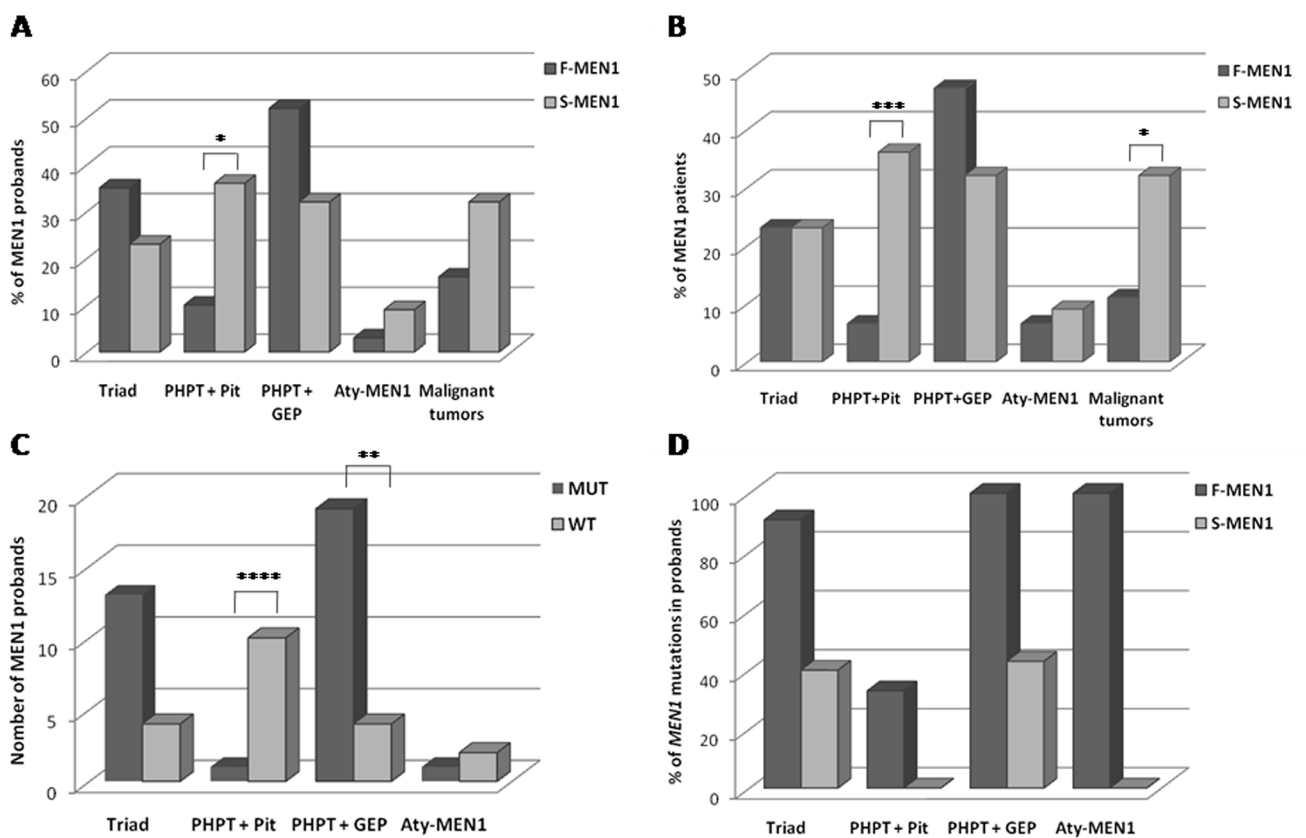 A
% of MEN1 probands
60
50
40
30
20
10
0
F-MEN1
S-MEN1
*
Triad
PHPT + Pit
PHPT +
GEP
Aty-MEN1
Malignant
tumors
B
% of MEN1 patients
50
40
30
20
10
0
F-MEN1
S-MEN1
***
*
Triad
PHPT+Pit
PHPT+GEP
Aty-MEN1
Malignant
tumors
C
Nomber of MEN1 probands
20
15
10
5
0
MUT
WT
****
**
Triad
PHPT + Pit
PHPT + GEP
Aty-MEN1
D
% of MEN1 mutations in probands
100
80
60
40
20
0
F-MEN1
S-MEN1
Triad
PHPT + Pit
PHPT + GEP
Aty-MEN1